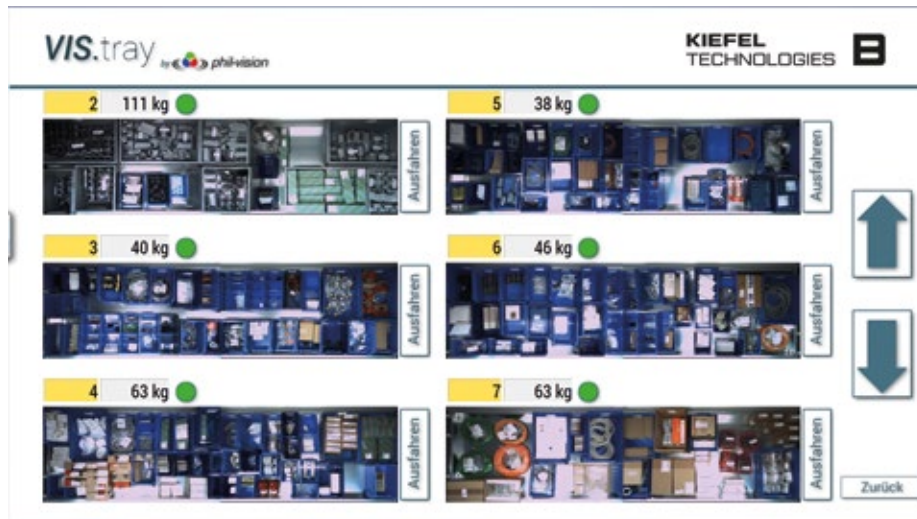 VIS.tray by phil-vision
KIEFEL
TECHNOLOGIES B
2 111 kg
Ausfahren
5 38 kg
Ausfahren
3 40 kg
Ausfahren
6 46 kg
Ausfahren
4 63 kg
Ausfahren
7 63 kg
Ausfahren
Zurück